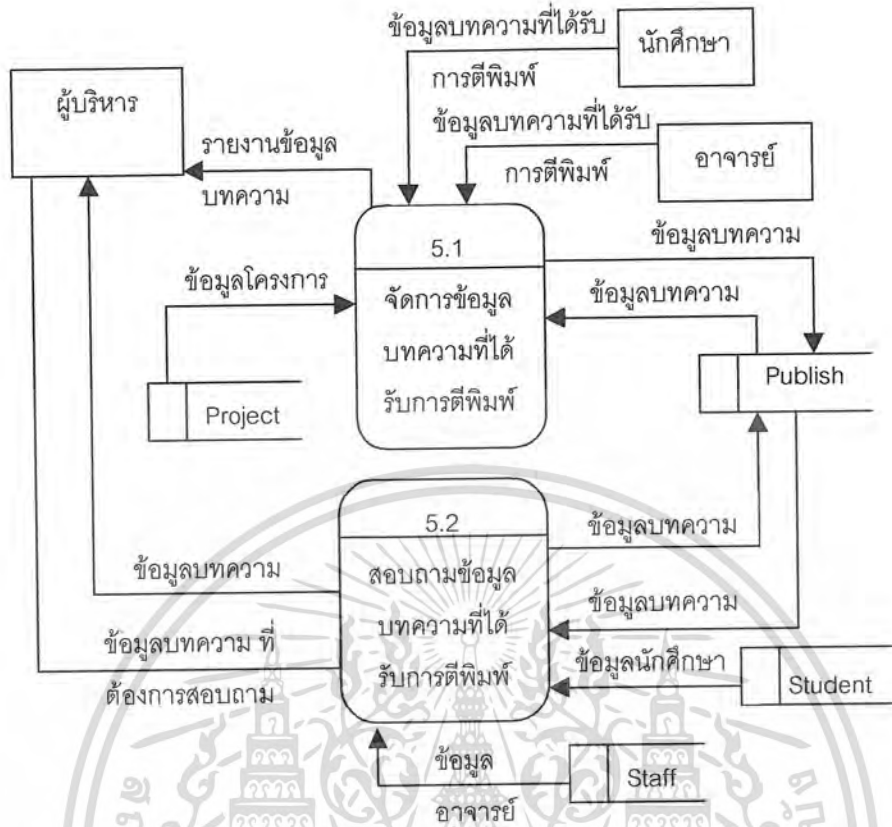 ข้อมูลบทความที่ได้รับ
การตีพิมพ์
นักศึกษา
ผู้บริหาร
ข้อมูลบทความที่ได้รับ
การตีพิมพ์
อาจารย์
รายงานข้อมูล
บทความ
5.1
จัดการข้อมูล
บทความที่ได้
รับการตีพิมพ์
ข้อมูลบทความ
ข้อมูลบทความ
ข้อมูลโครงการ
Publish
Project
5.2
สอบถามข้อมูล
บทความที่ได้
รับการตีพิมพ์
ข้อมูลบทความ
ข้อมูลบทความ
ข้อมูลบทความ
ข้อมูลบทความ ที่
ต้องการสอบถาม
ข้อมูลนักศึกษา
Student
ข้อมูล
อาจารย์
Staff